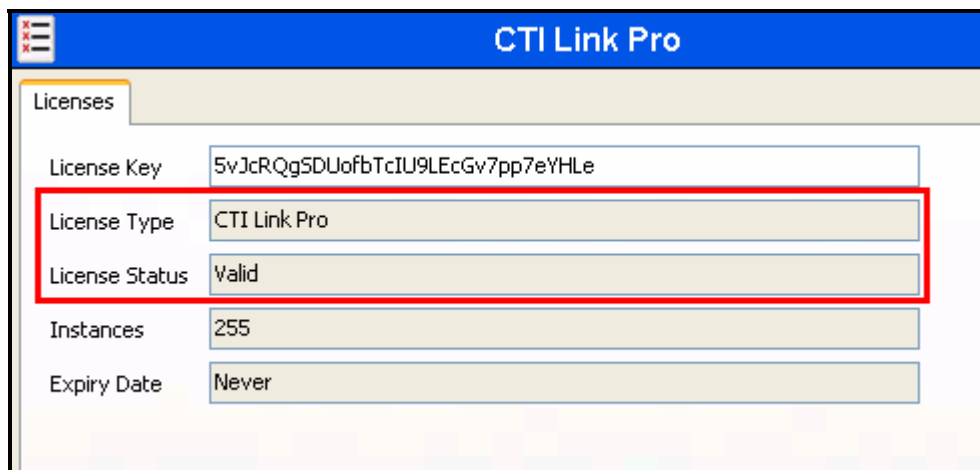 CTI Link Pro
Licenses
License Key 5vJcRQgSDUofbTcIU9LEcGv7pp7eYHLe
License Type CTI Link Pro
License Status Valid
Instances 255
Expiry Date Never